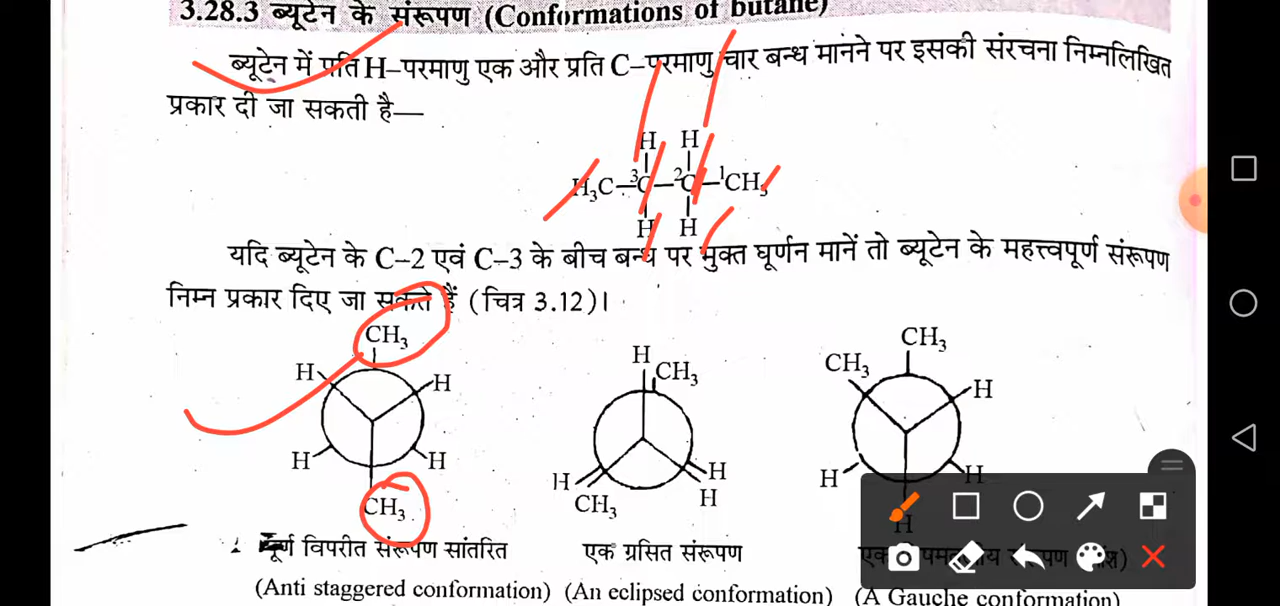 3.28.3 ब्यूटेन के संरूपण (Conformations of butane)
ब्यूटेन में प्रति H–परमाणु एक और प्रति C–परमाणु चार बन्ध मानने पर इसकी संरचना निम्नलिखित
प्रकार दी जा सकती है—
H H
H₃C–³C–²C–¹CH₃
H H
यदि ब्यूटेन के C–2 एवं C–3 के बीच बन्ध पर मुक्त घूर्णन मानें तो ब्यूटेन के महत्त्वपूर्ण संरूपण
निम्न प्रकार दिए जा सकते हैं (चित्र 3.12)।
CH₃ H CH₃ CH₃ CH₃
H H H
H H H H H H
CH₃ CH₃ H
विपरीत संरूपण सांतरित एक ग्रसित संरूपण एक
(Anti staggered conformation) (An eclipsed conformation) (A Gauche conformation)